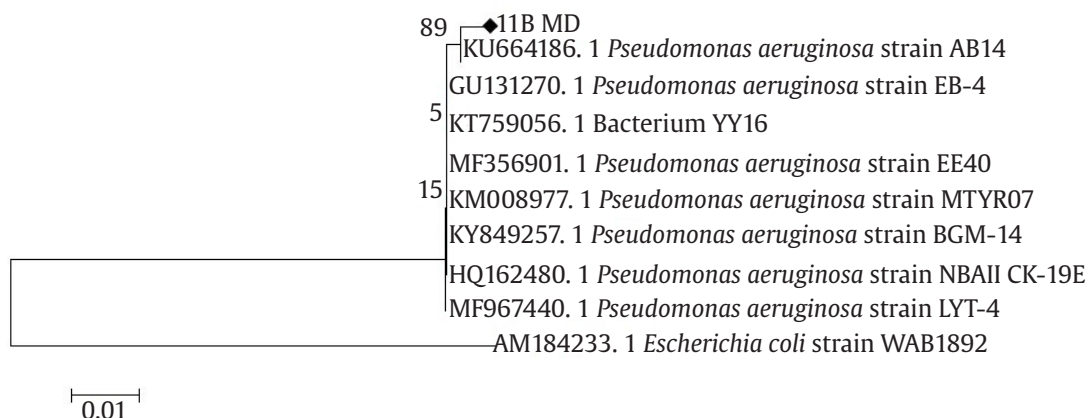 89
11B MD
KU664186. 1 Pseudomonas aeruginosa strain AB14
GU131270. 1 Pseudomonas aeruginosa strain EB-4
5
KT759056. 1 Bacterium YY16
MF356901. 1 Pseudomonas aeruginosa strain EE40
15
KM008977. 1 Pseudomonas aeruginosa strain MTYR07
KY849257. 1 Pseudomonas aeruginosa strain BGM-14
HQ162480. 1 Pseudomonas aeruginosa strain NBAII CK-19E
MF967440. 1 Pseudomonas aeruginosa strain LYT-4
AM184233. 1 Escherichia coli strain WAB1892
0.01